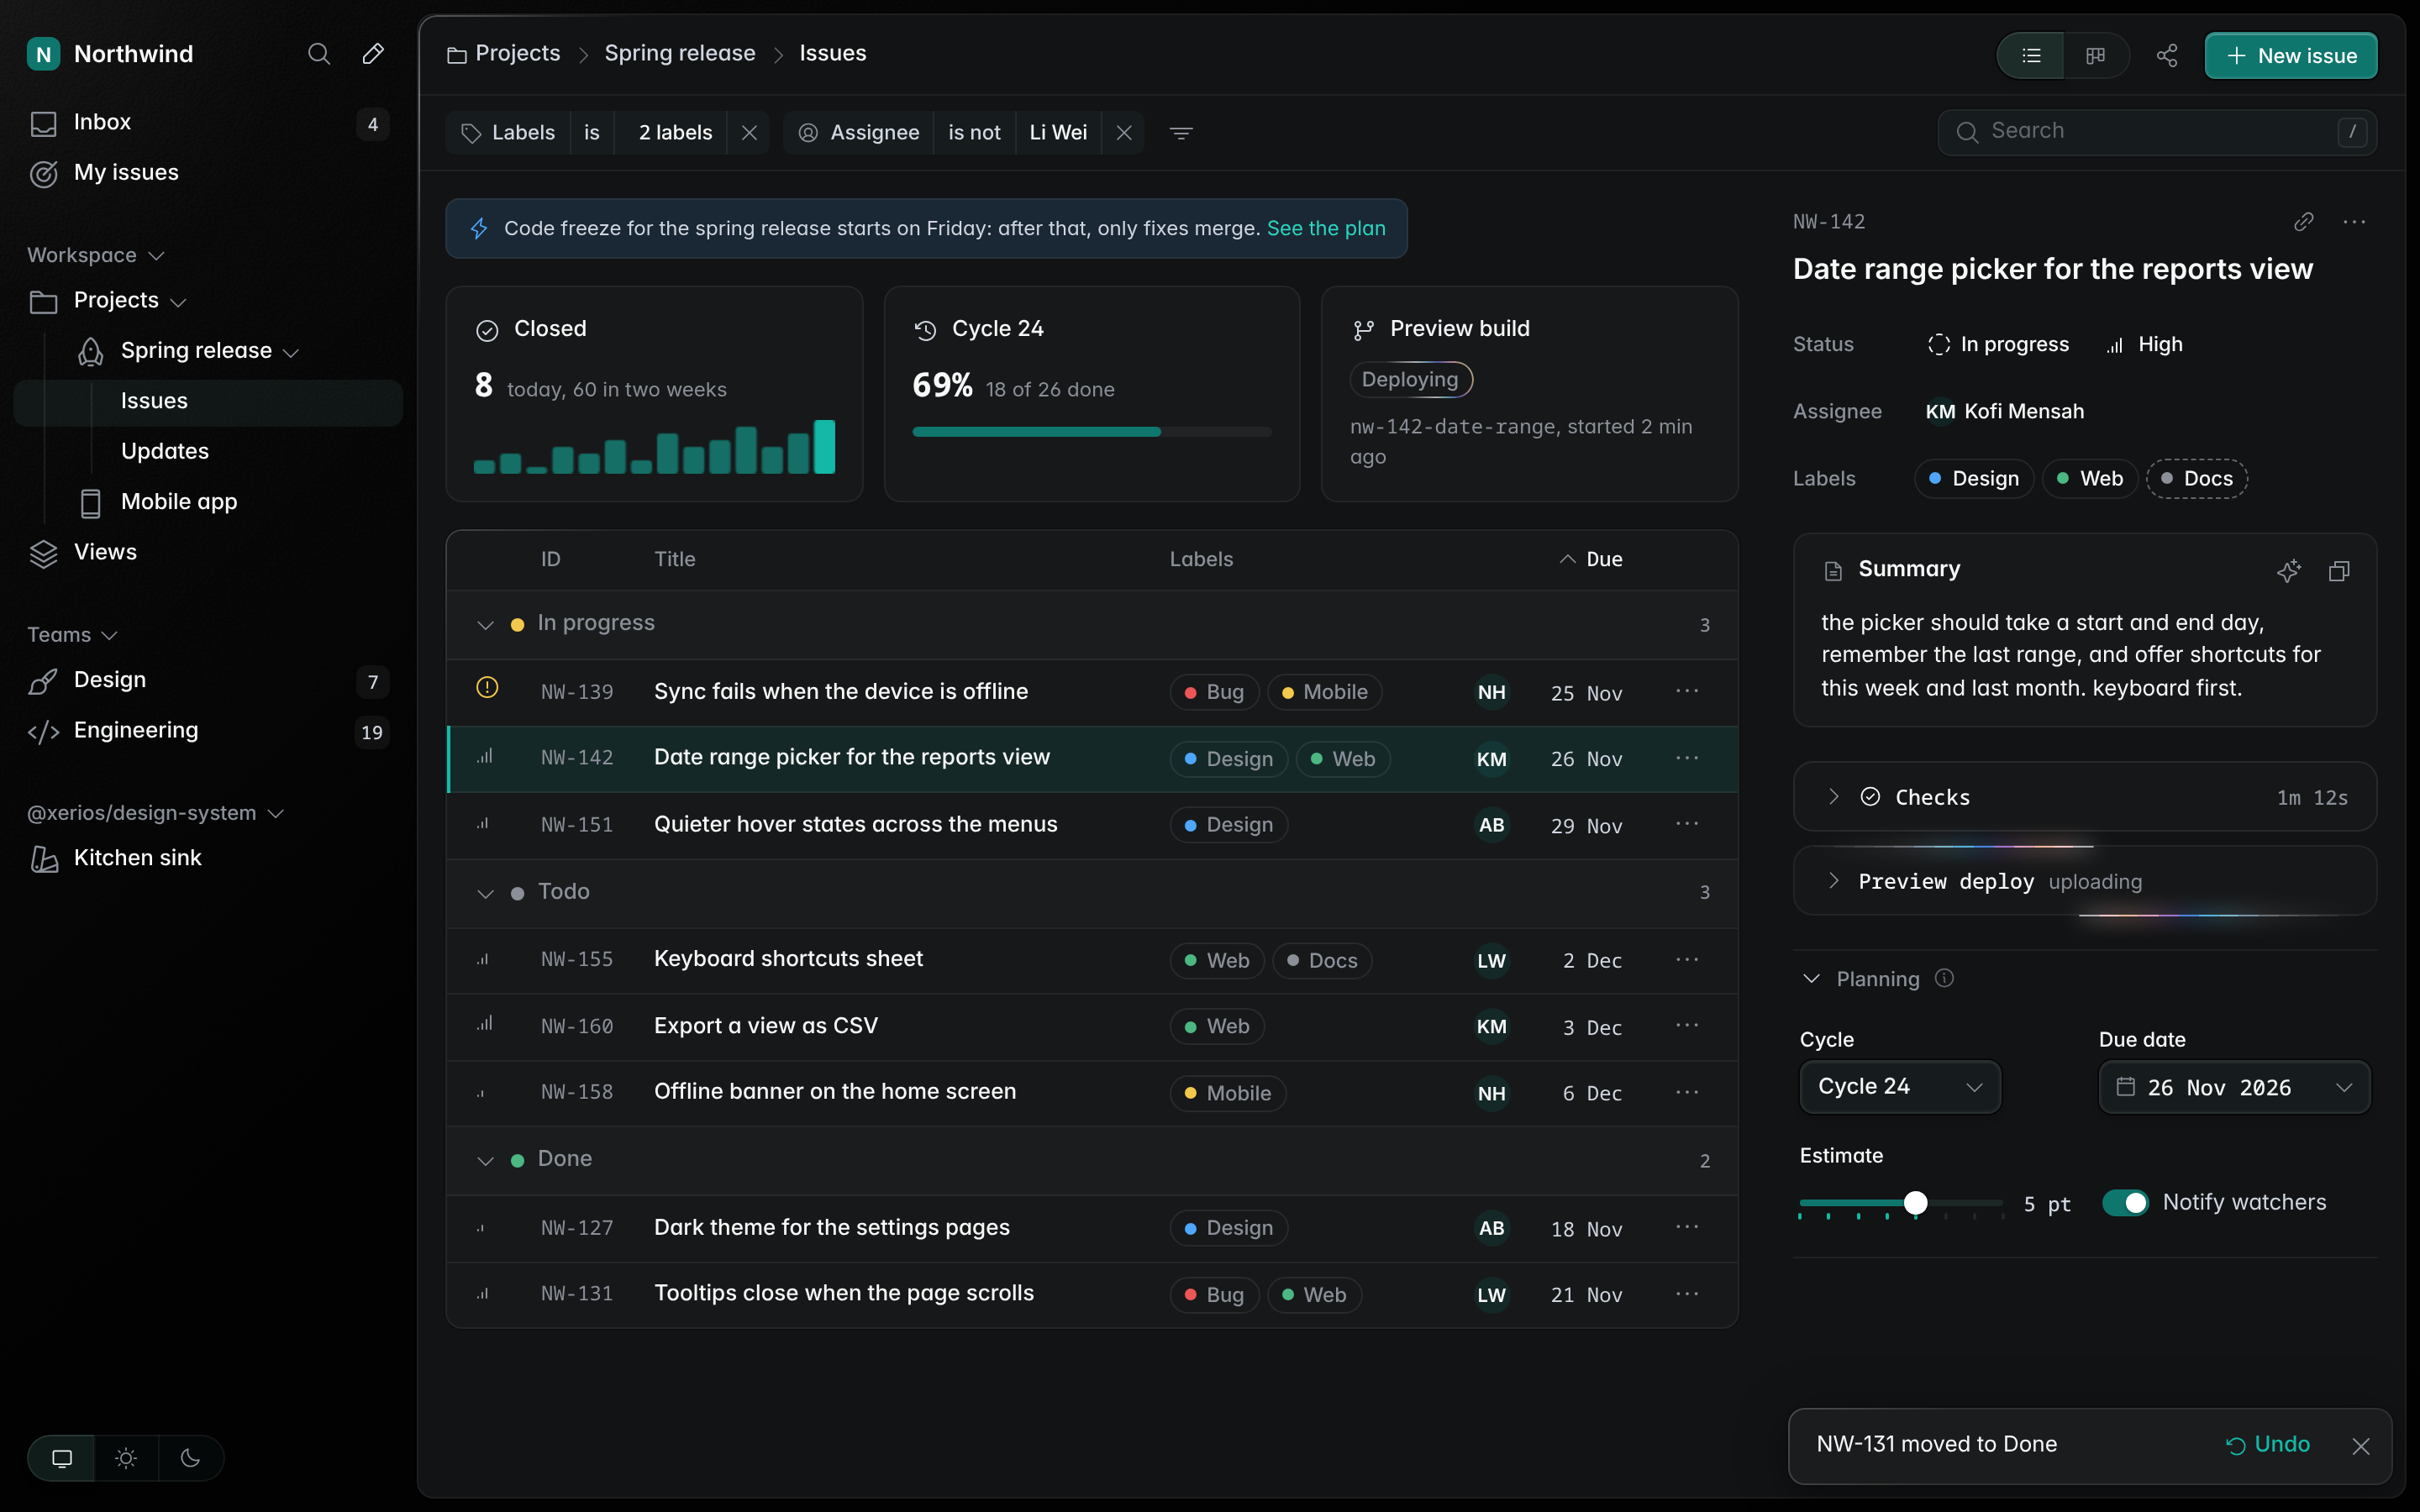 N Northwind
Inbox 4
My issues
Workspace
Projects
Spring release
Issues
Updates
Mobile app
Views
Teams
Design 7
Engineering 19
@xerios/design-system
Kitchen sink
Projects Spring release Issues
New issue
Labels is 2 labels
Assignee is not Li Wei
Search /
Code freeze for the spring release starts on Friday: after that, only fixes merge. See the plan
Closed
8 today, 60 in two weeks
Cycle 24
69% 18 of 26 done
Preview build
Deploying
nw-142-date-range, started 2 min
ago
ID Title Labels Due
In progress 3
NW-139 Sync fails when the device is offline Bug Mobile NH 25 Nov
NW-142 Date range picker for the reports view Design Web KM 26 Nov
NW-151 Quieter hover states across the menus Design AB 29 Nov
Todo 3
NW-155 Keyboard shortcuts sheet Web Docs LW 2 Dec
NW-160 Export a view as CSV Web KM 3 Dec
NW-158 Offline banner on the home screen Mobile NH 6 Dec
Done 2
NW-127 Dark theme for the settings pages Design AB 18 Nov
NW-131 Tooltips close when the page scrolls Bug Web LW 21 Nov
NW-142
Date range picker for the reports view
Status In progress High
Assignee KM Kofi Mensah
Labels Design Web Docs
Summary
the picker should take a start and end day,
remember the last range, and offer shortcuts for
this week and last month. keyboard first.
Checks 1m 12s
Preview deploy uploading
Planning
Cycle Due date
Cycle 24 26 Nov 2026
Estimate
5 pt Notify watchers
NW-131 moved to Done Undo